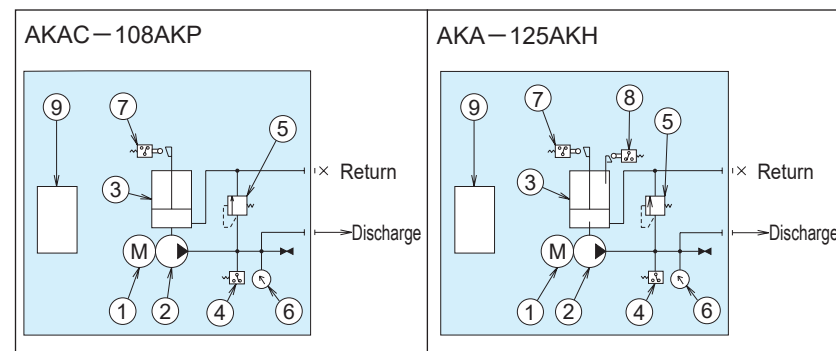 AKAC－108AKP
9
7
5
3
Return
Discharge
M
1
2
4
6
AKA－125AKH
9
7
8
5
3
Return
Discharge
M
1
2
4
6